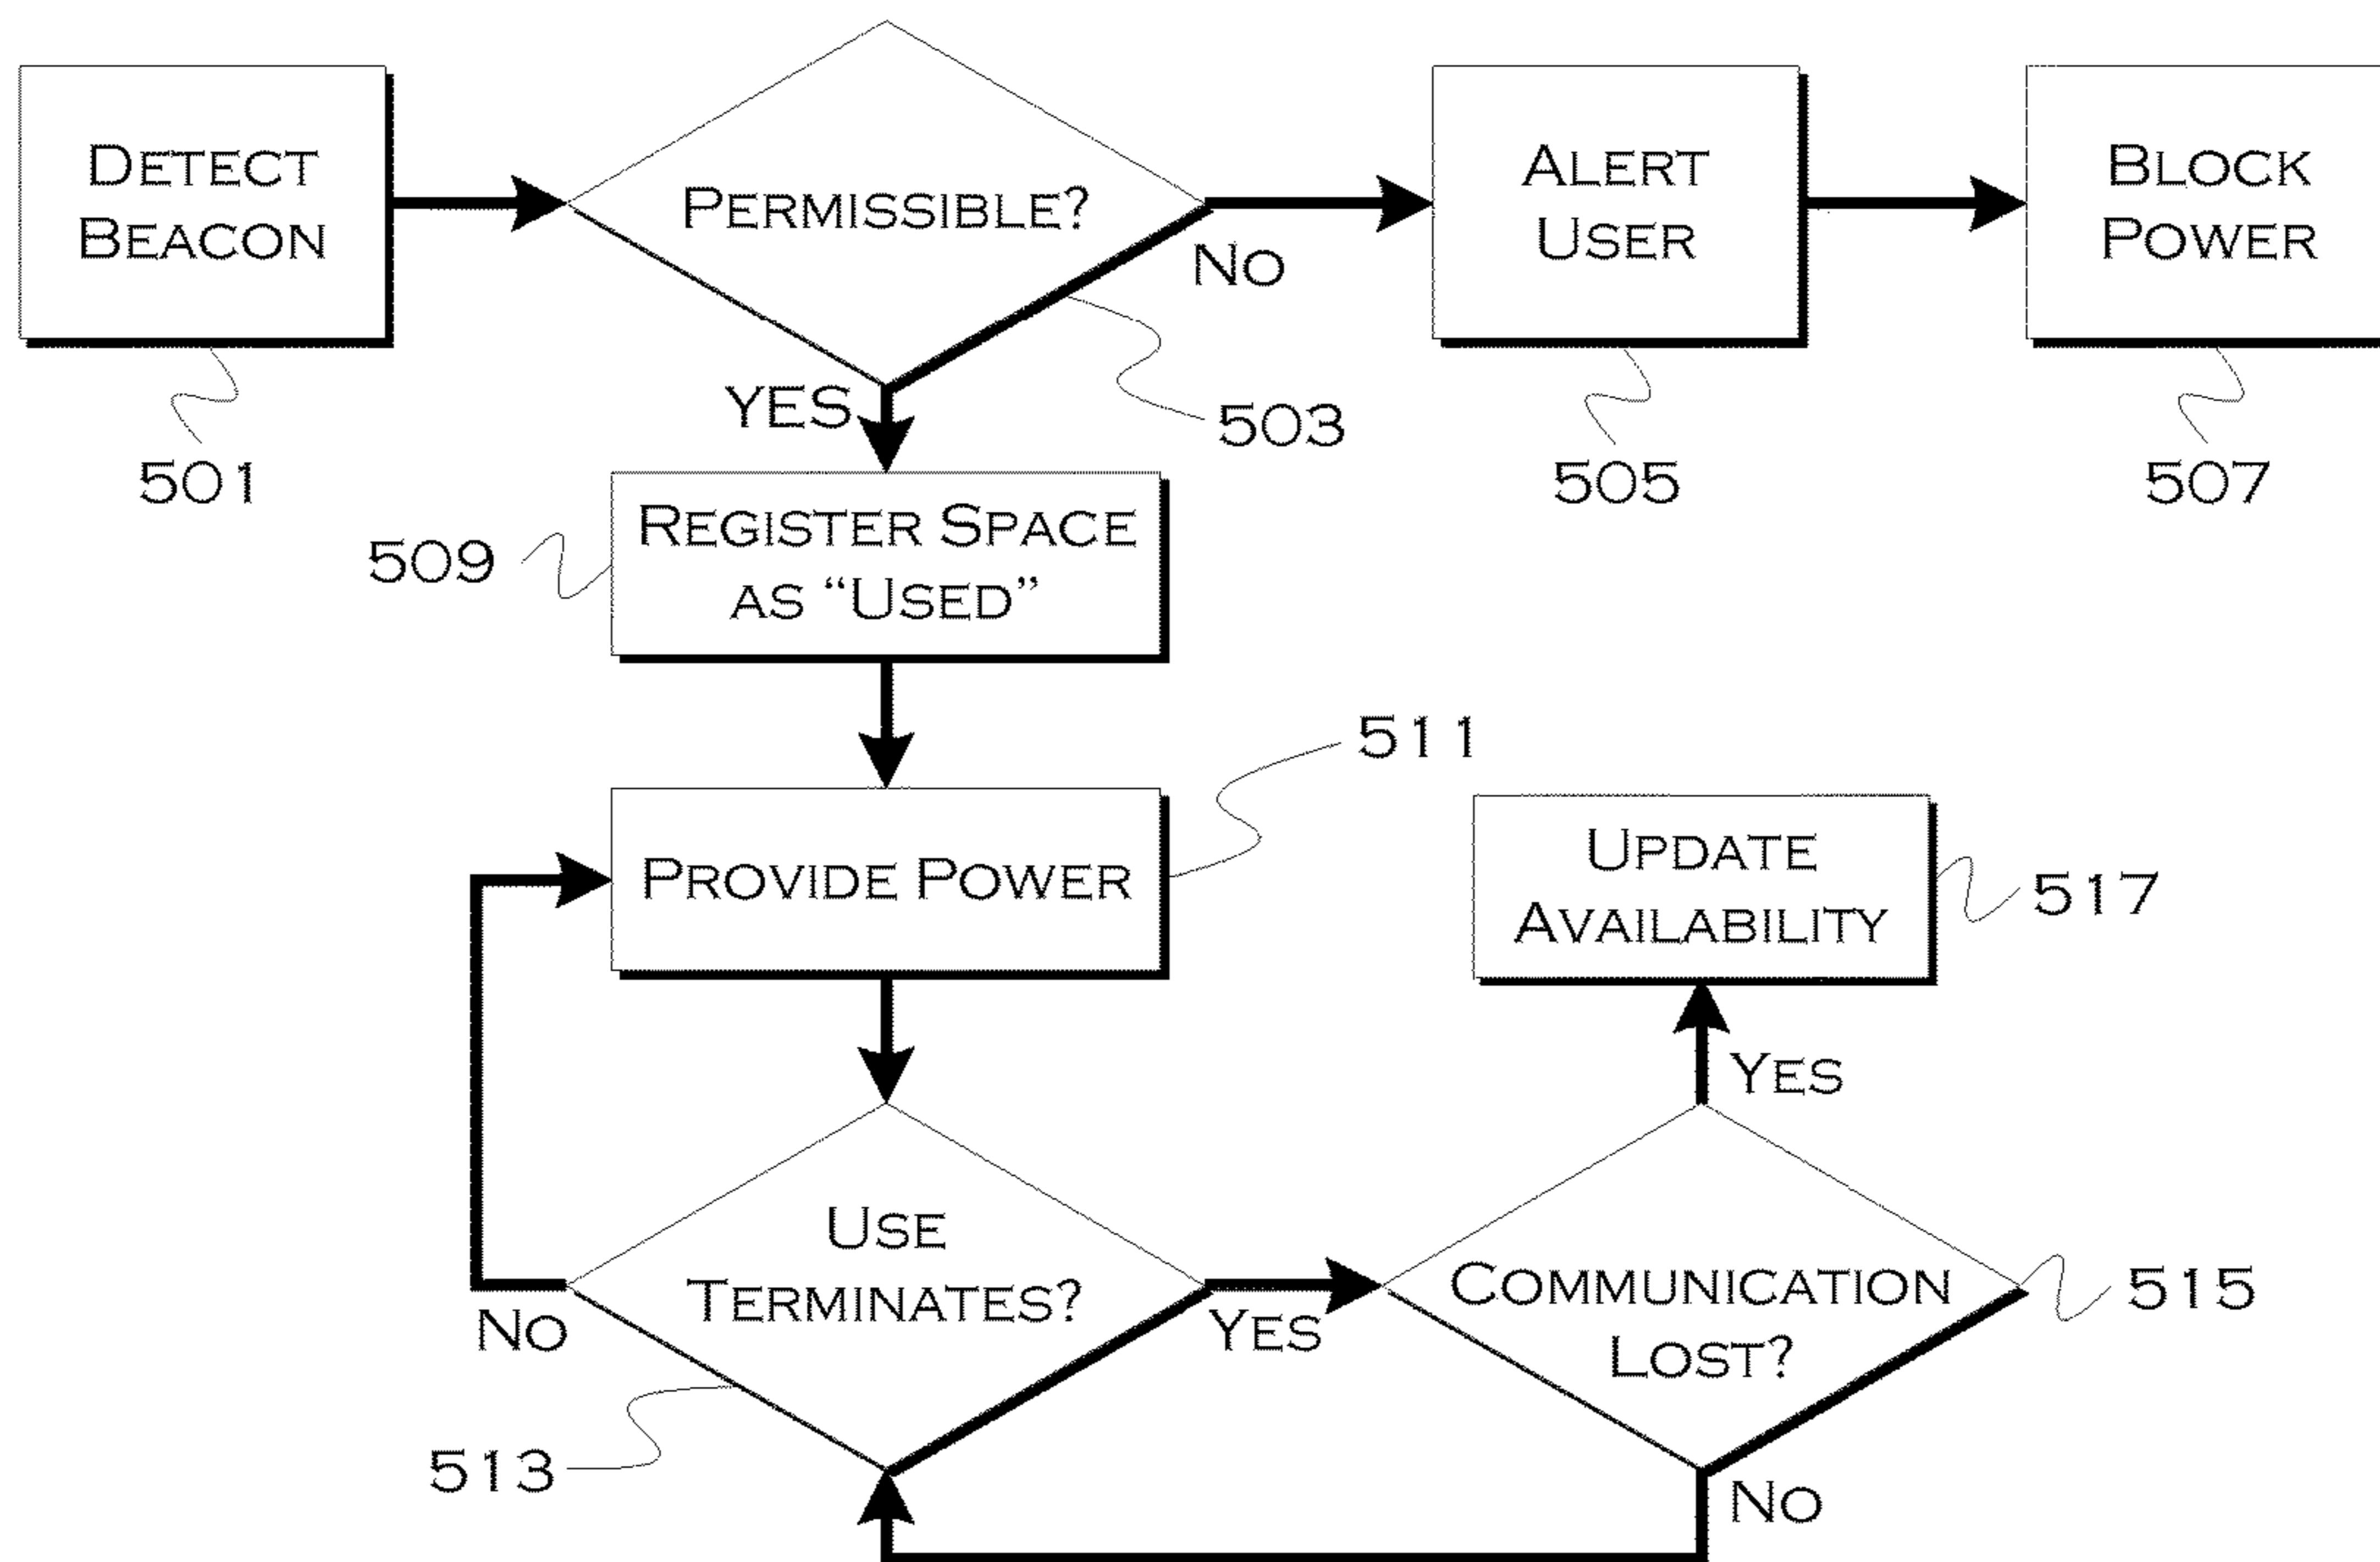 DETECT
BEACON
501
PERMISSIBLE?
NO
YES
503
ALERT
USER
505
BLOCK
POWER
507
REGISTER SPACE
AS “USED”
509
PROVIDE POWER
511
USE
TERMINATES?
NO
YES
513
COMMUNICATION
LOST?
YES
NO
515
UPDATE
AVAILABILITY
517